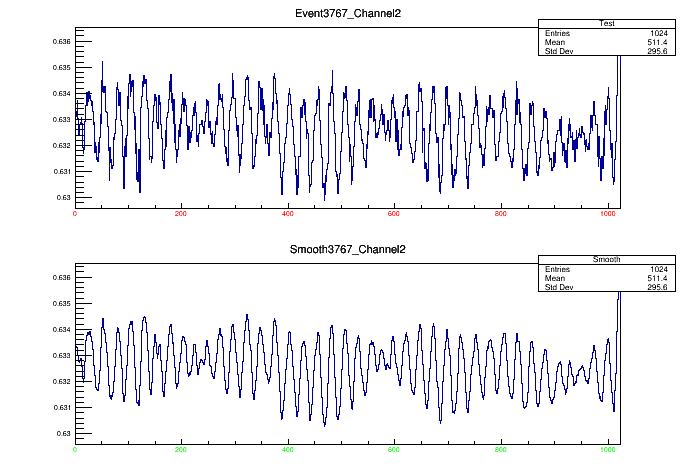 Event3767_Channel2
Test
Entries 1024
Mean 511.4
Std Dev 295.6
0.636
0.635
0.634
0.633
0.632
0.631
0.63
0 200 400 600 800 1000
Smooth3767_Channel2
Smooth
Entries 1024
Mean 511.4
Std Dev 295.6
0.636
0.635
0.634
0.633
0.632
0.631
0.63
0 200 400 600 800 1000